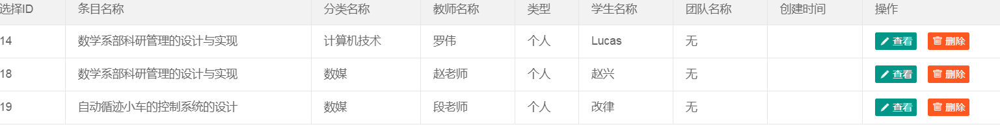 选择ID 条目名称 分类名称 教师名称 类型 学生名称 团队名称 创建时间 操作
14 数学系部科研管理的设计与实现 计算机技术 罗伟 个人 Lucas 无 查看 删除
18 数学系部科研管理的设计与实现 数媒 赵老师 个人 赵兴 无 查看 删除
19 自动循迹小车的控制系统的设计 数媒 段老师 个人 改律 无 查看 删除